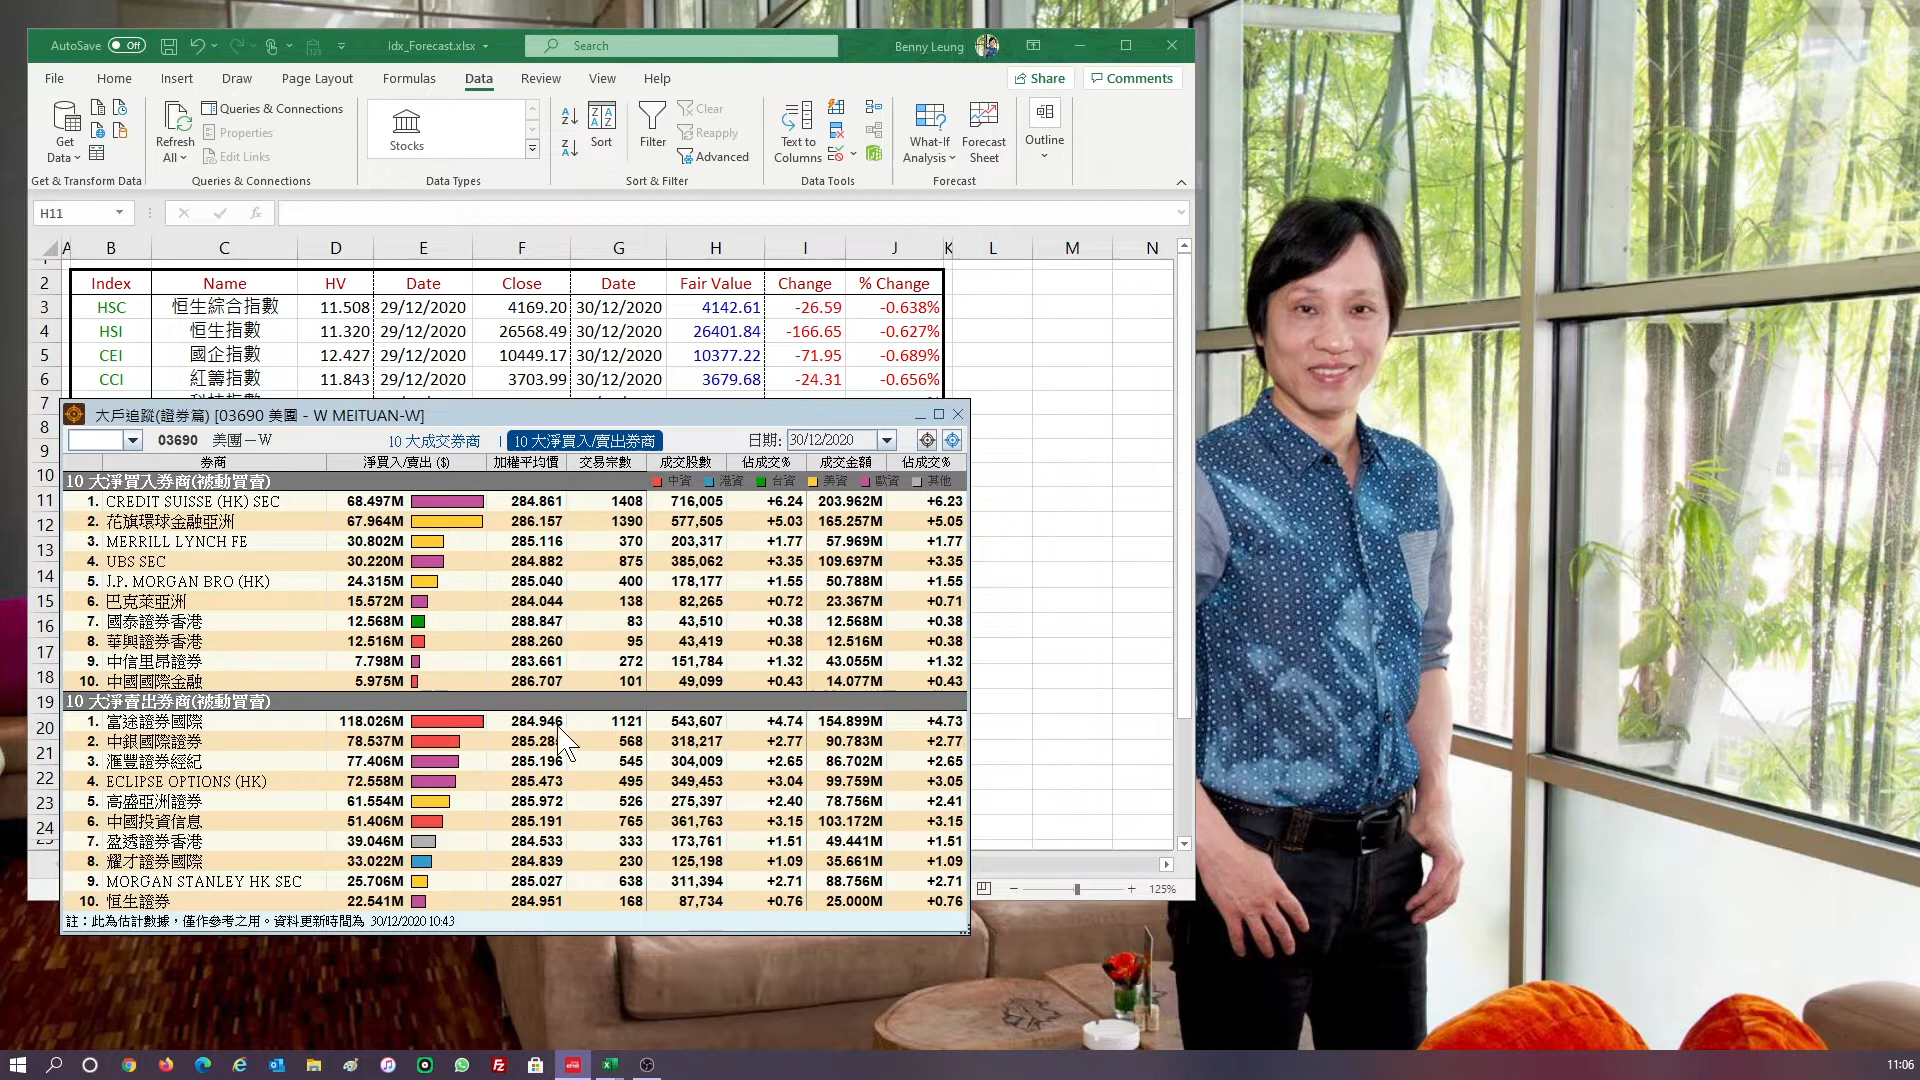 AutoSave Off Idx_Forecast.xlsx Search Benny Leung
File Home Insert Draw Page Layout Formulas Data Review View Help Share Comments
Get Data
Refresh All
Queries & Connections
Properties
Edit Links
Stocks
Sort
Filter
Clear
Reapply
Advanced
Text to Columns
What-If Analysis
Forecast Sheet
Outline
Get & Transform Data Queries & Connections Data Types Sort & Filter Data Tools Forecast
H11 fx
A B C D E F G H I J K L M N
2 Index Name HV Date Close Date Fair Value Change % Change
3 HSC 恒生綜合指數 11.508 29/12/2020 4169.20 30/12/2020 4142.61 -26.59 -0.638%
4 HSI 恒生指數 11.320 29/12/2020 26568.49 30/12/2020 26401.84 -166.65 -0.627%
5 CEI 國企指數 12.427 29/12/2020 10449.17 30/12/2020 10377.22 -71.95 -0.689%
6 CCI 紅籌指數 11.843 29/12/2020 3703.99 30/12/2020 3679.68 -24.31 -0.656%
7
8
9
10
11
12
13
14
15
16
17
18
19
20
21
22
23
24
大戶追蹤(證券篇) [03690 美團 - W MEITUAN-W]
03690 美團－W 10 大成交券商 | 10 大淨買入/賣出券商 日期: 30/12/2020
券商 淨買入/賣出 ($) 加權平均價 交易宗數 成交股數 佔成交% 成交金額 佔成交%
10 大淨買入券商(被動買賣) 中資 港資 台資 美資 歐資 其他
1. CREDIT SUISSE (HK) SEC 68.497M 284.861 1408 716,005 +6.24 203.962M +6.23
2. 花旗環球金融亞洲 67.964M 286.157 1390 577,505 +5.03 165.257M +5.05
3. MERRILL LYNCH FE 30.802M 285.116 370 203,317 +1.77 57.969M +1.77
4. UBS SEC 30.220M 284.882 875 385,062 +3.35 109.697M +3.35
5. J.P. MORGAN BRO (HK) 24.315M 285.040 400 178,177 +1.55 50.788M +1.55
6. 巴克萊亞洲 15.572M 284.044 138 82,265 +0.72 23.367M +0.71
7. 國泰證券香港 12.568M 288.847 83 43,510 +0.38 12.568M +0.38
8. 華興證券香港 12.516M 288.260 95 43,419 +0.38 12.516M +0.38
9. 中信里昂證券 7.798M 283.661 272 151,784 +1.32 43.055M +1.32
10. 中國國際金融 5.975M 286.707 101 49,099 +0.43 14.077M +0.43
10 大淨賣出券商(被動買賣)
1. 富途證券國際 118.026M 284.946 1121 543,607 +4.74 154.899M +4.73
2. 中銀國際證券 78.537M 285.28 568 318,217 +2.77 90.783M +2.77
3. 滙豐證券經紀 77.406M 285.196 545 304,009 +2.65 86.702M +2.65
4. ECLIPSE OPTIONS (HK) 72.558M 285.473 495 349,453 +3.04 99.759M +3.05
5. 高盛亞洲證券 61.554M 285.972 526 275,397 +2.40 78.756M +2.41
6. 中國投資信息 51.406M 285.191 765 361,763 +3.15 103.172M +3.15
7. 盈透證券香港 39.046M 284.533 333 173,761 +1.51 49.441M +1.51
8. 耀才證券國際 33.022M 284.839 230 125,198 +1.09 35.661M +1.09
9. MORGAN STANLEY HK SEC 25.706M 285.027 638 311,394 +2.71 88.756M +2.71
10. 恒生證券 22.541M 284.951 168 87,734 +0.76 25.000M +0.76
註：此為估計數據，僅作參考之用。資料更新時間為 30/12/2020 10:43
125%
11:06